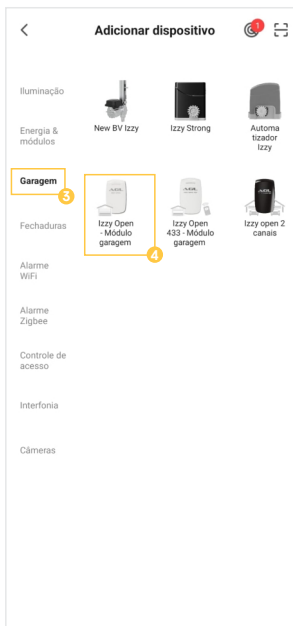 Adicionar dispositivo
1
Iluminação
Energia &
módulos
Garagem
3
Fechaduras
Alarme
WiFi
Alarme
Zigbee
Controle de
acesso
Interfonia
Câmeras
New BV Izzy
Izzy Strong
Automa
tizador
Izzy
Izzy Open
- Módulo
garagem
4
Izzy Open
433 - Módulo
garagem
Izzy open 2
canais